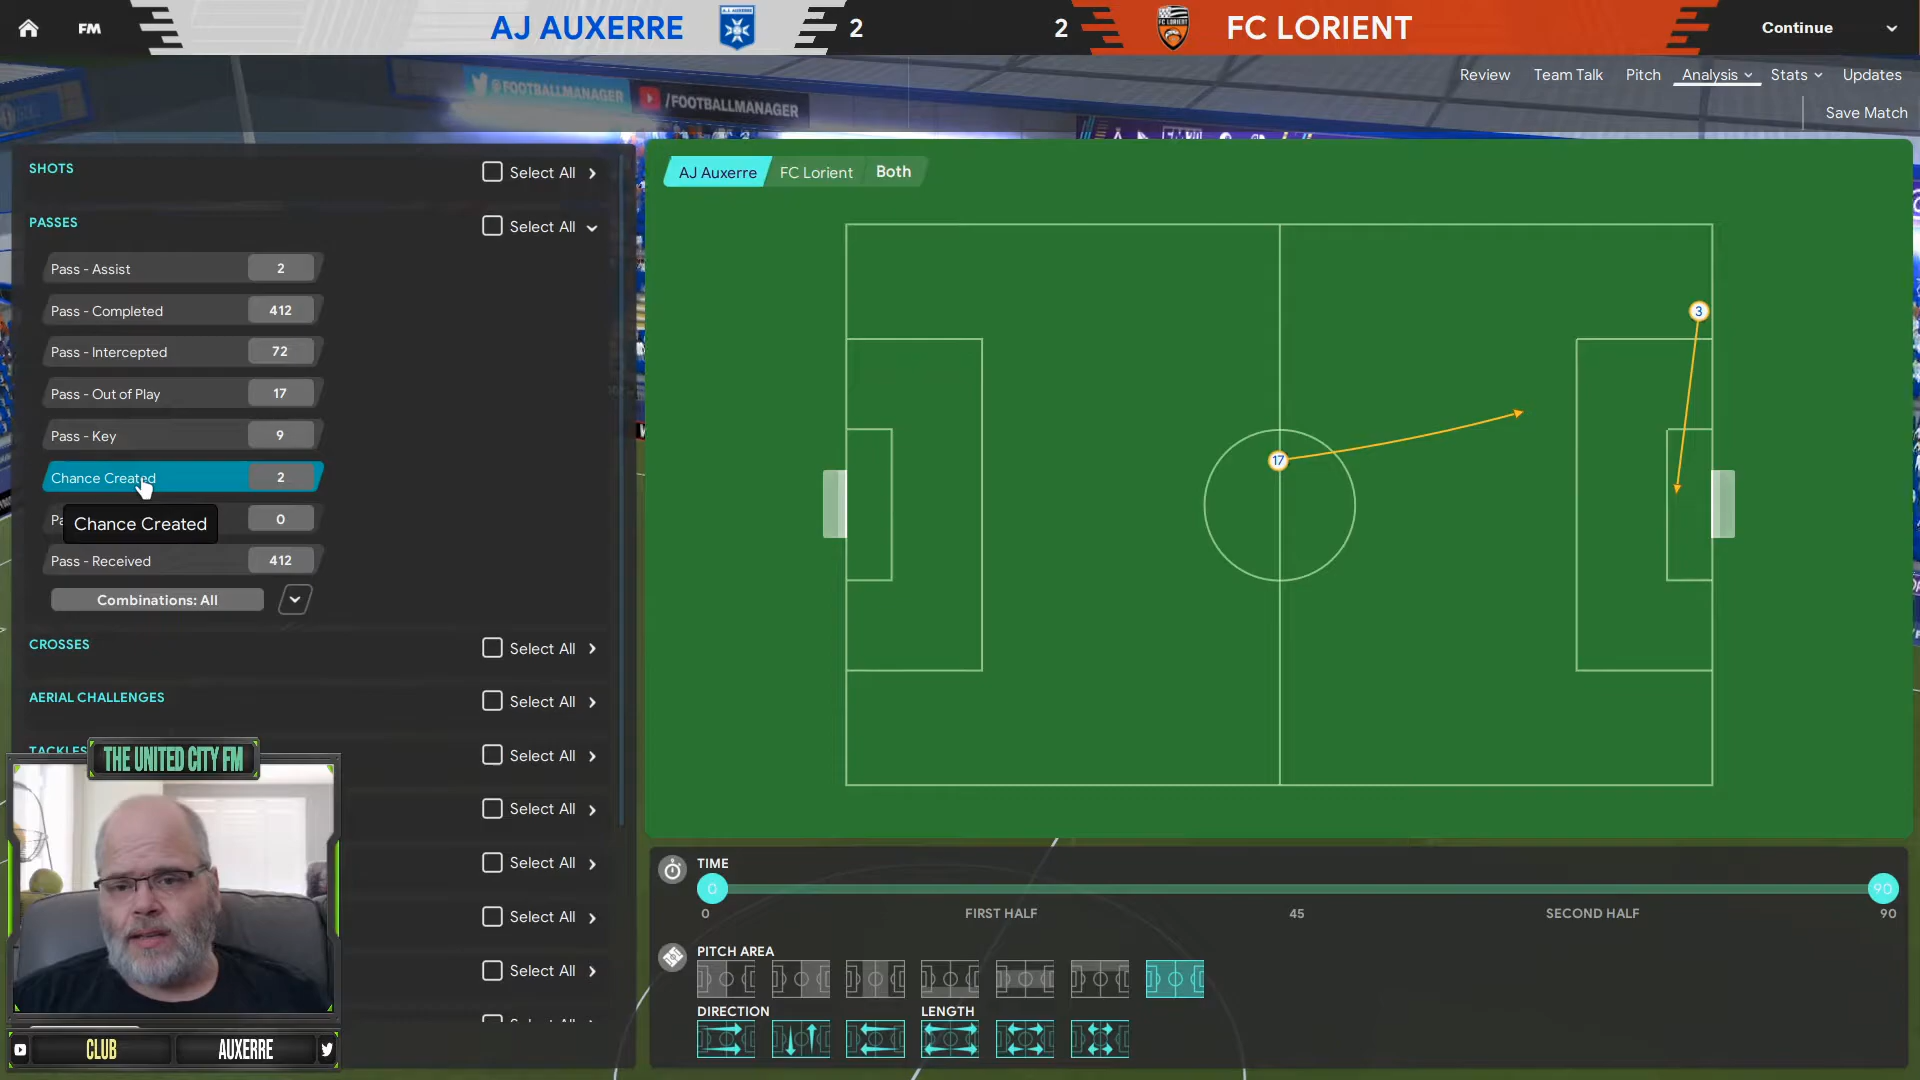 FM
AJ AUXERRE
2
2
FC LORIENT
Continue
@FOOTBALLMANAGER
/FOOTBALLMANAGER
Review
Team Talk
Pitch
Analysis
Stats
Updates
Save Match
SHOTS
Select All
PASSES
Select All
Pass - Assist
2
Pass - Completed
412
Pass - Intercepted
72
Pass - Out of Play
17
Pass - Key
9
Chance Created
2
Chance Created
0
Pass - Received
412
Combinations: All
CROSSES
Select All
AERIAL CHALLENGES
Select All
TACKLES
Select All
Select All
Select All
Select All
Select All
AJ Auxerre
FC Lorient
Both
3
17
TIME
0
90
0
FIRST HALF
45
SECOND HALF
90
PITCH AREA
DIRECTION
LENGTH
THE UNITED CITY FM
CLUB
AUXERRE